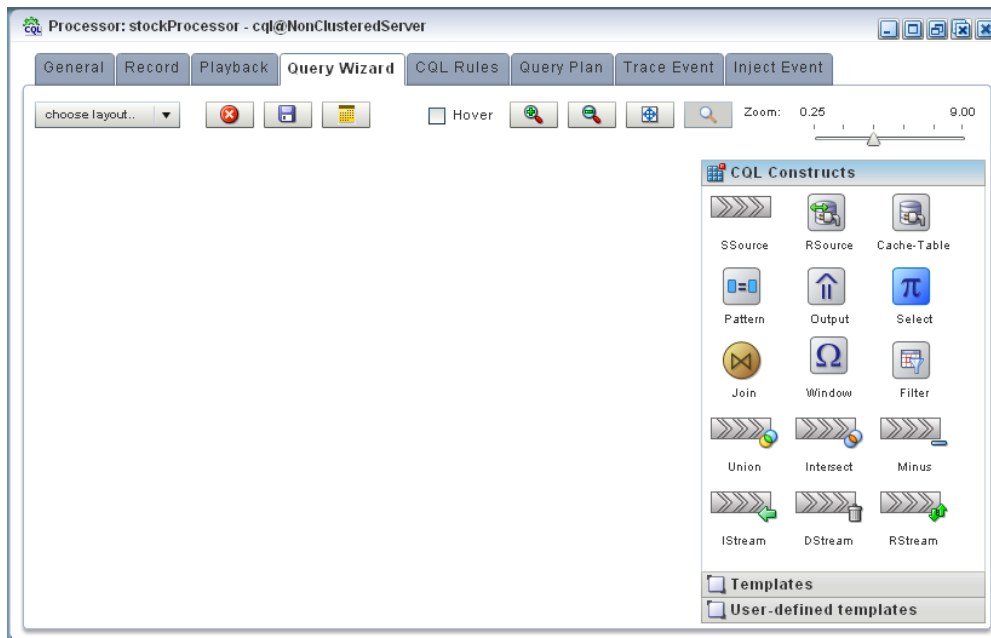 CQL Processor: stockProcessor - cql@NonClusteredServer
General Record Playback Query Wizard CQL Rules Query Plan Trace Event Inject Event
choose layout.. Hover Zoom: 0.25 9.00
CQL Constructs
SSource RSource Cache-Table
Pattern Output Select
π
Ω
Join Window Filter
Union Intersect Minus
IStream DStream RStream
Templates
User-defined templates